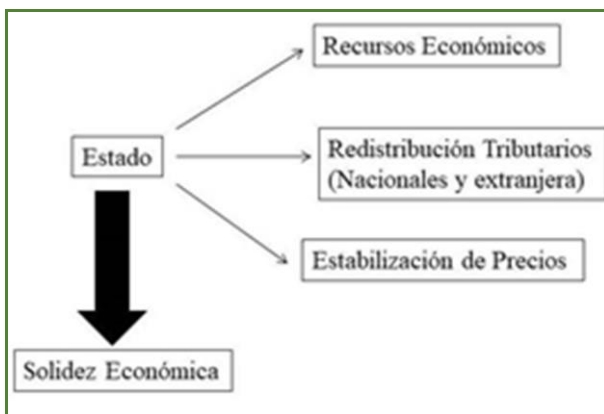 Recursos Económicos
Estado
Redistribución Tributarios
(Nacionales y extranjera)
Estabilización de Precios
Solidez Económica